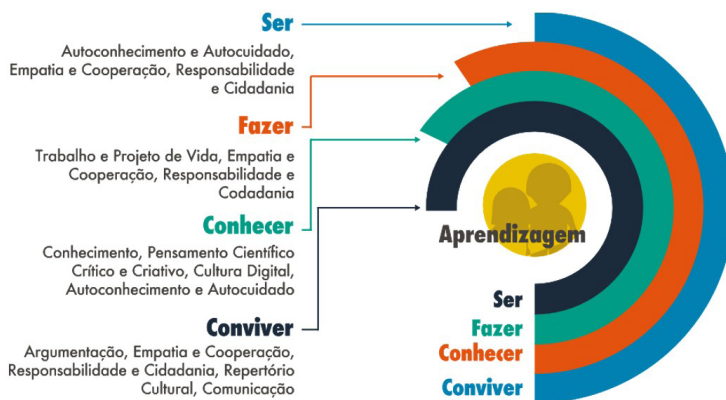 Ser
Autoconhecimento e Autocuidado,
Empatia e Cooperação, Responsabilidade
e Cidadania
Fazer
Trabalho e Projeto de Vida, Empatia e
Cooperação, Responsabilidade e
Codadania
Conhecer
Conhecimento, Pensamento Científico
Crítico e Criativo, Cultura Digital,
Autoconhecimento e Autocuidado
Conviver
Argumentação, Empatia e Cooperação,
Responsabilidade e Cidadania, Repertório
Cultural, Comunicação
Aprendizagem
Ser
Fazer
Conhecer
Conviver